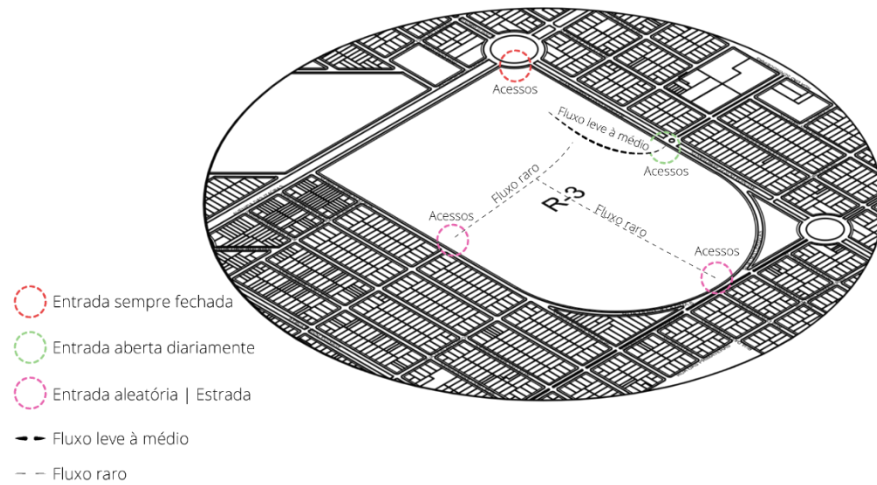 Acessos
Fluxo leve à médio
Acessos
Fluxo raro
R-3
Fluxo raro
Acessos
Acessos
Entrada sempre fechada
Entrada aberta diariamente
Entrada aleatória | Estrada
Fluxo leve à médio
Fluxo raro